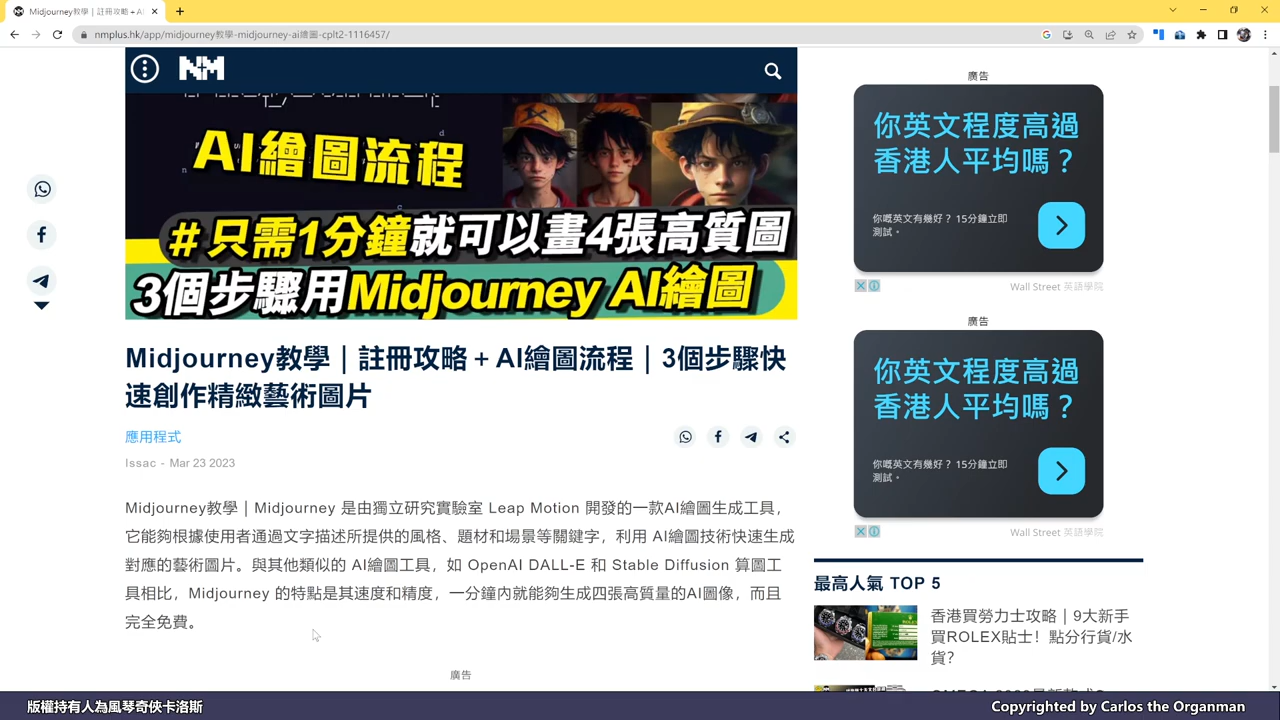 Midjourney教學 | 註冊攻略 + AI
nmplus.hk/app/midjourney教學-midjourney-ai繪圖-cplt2-1116457/
NM
AI繪圖流程
#只需1分鐘就可以畫4張高質圖
3個步驟用Midjourney AI繪圖
Midjourney教學｜註冊攻略+AI繪圖流程｜3個步驟快
速創作精緻藝術圖片
應用程式
Issac - Mar 23 2023
Midjourney教學 | Midjourney 是由獨立研究實驗室 Leap Motion 開發的一款AI繪圖生成工具，
它能夠根據使用者通過文字描述所提供的風格、題材和場景等關鍵字，利用 AI繪圖技術快速生成
對應的藝術圖片。與其他類似的 AI繪圖工具，如 OpenAI DALL-E 和 Stable Diffusion 算圖工
具相比，Midjourney 的特點是其速度和精度，一分鐘內就能夠生成四張高質量的AI圖像，而且
完全免費。
廣告
廣告
你英文程度高過
香港人平均嗎？
你嘅英文有幾好？ 15分鐘立即
測試。
Wall Street 英語學院
廣告
你英文程度高過
香港人平均嗎？
你嘅英文有幾好？ 15分鐘立即
測試。
Wall Street 英語學院
最高人氣 TOP 5
香港買勞力士攻略｜9大新手
買ROLEX貼士！點分行貨/水
貨?
版權持有人為風琴奇俠卡洛斯
Copyrighted by Carlos the Organman